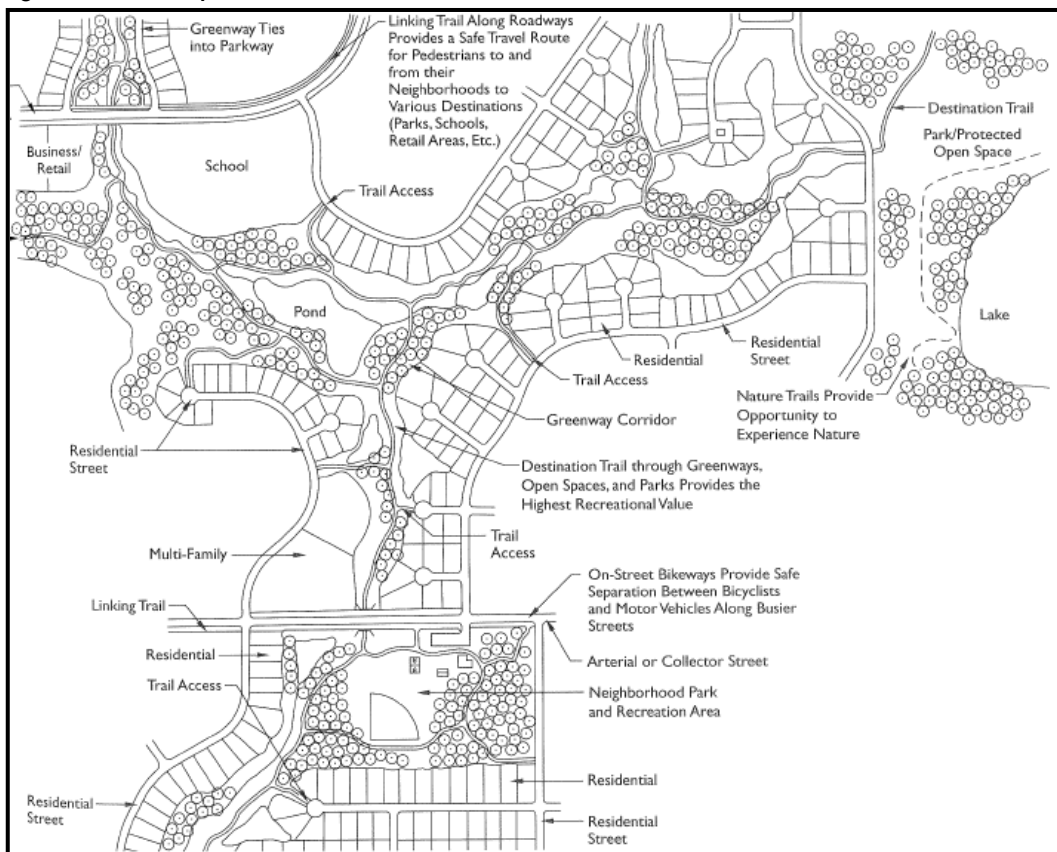 Greenway Ties
into Parkway
Linking Trail Along Roadways
Provides a Safe Travel Route
for Pedestrians to and
from their
Neighborhoods to
Various Destinations
(Parks, Schools,
Retail Areas, Etc.)
Destination Trail
Park/Protected
Open Space
Business/
Retail
School
Trail Access
Pond
Lake
Residential
Residential
Street
Trail Access
Nature Trails Provide
Opportunity to
Experience Nature
Greenway Corridor
Residential
Street
Destination Trail through Greenways,
Open Spaces, and Parks Provides the
Highest Recreational Value
Trail
Access
Multi-Family
On-Street Bikeways Provide Safe
Separation Between Bicyclists
and Motor Vehicles Along Busier
Streets
Linking Trail
Residential
Arterial or Collector Street
Trail Access
Neighborhood Park
and Recreation Area
Residential
Residential
Street
Residential
Street